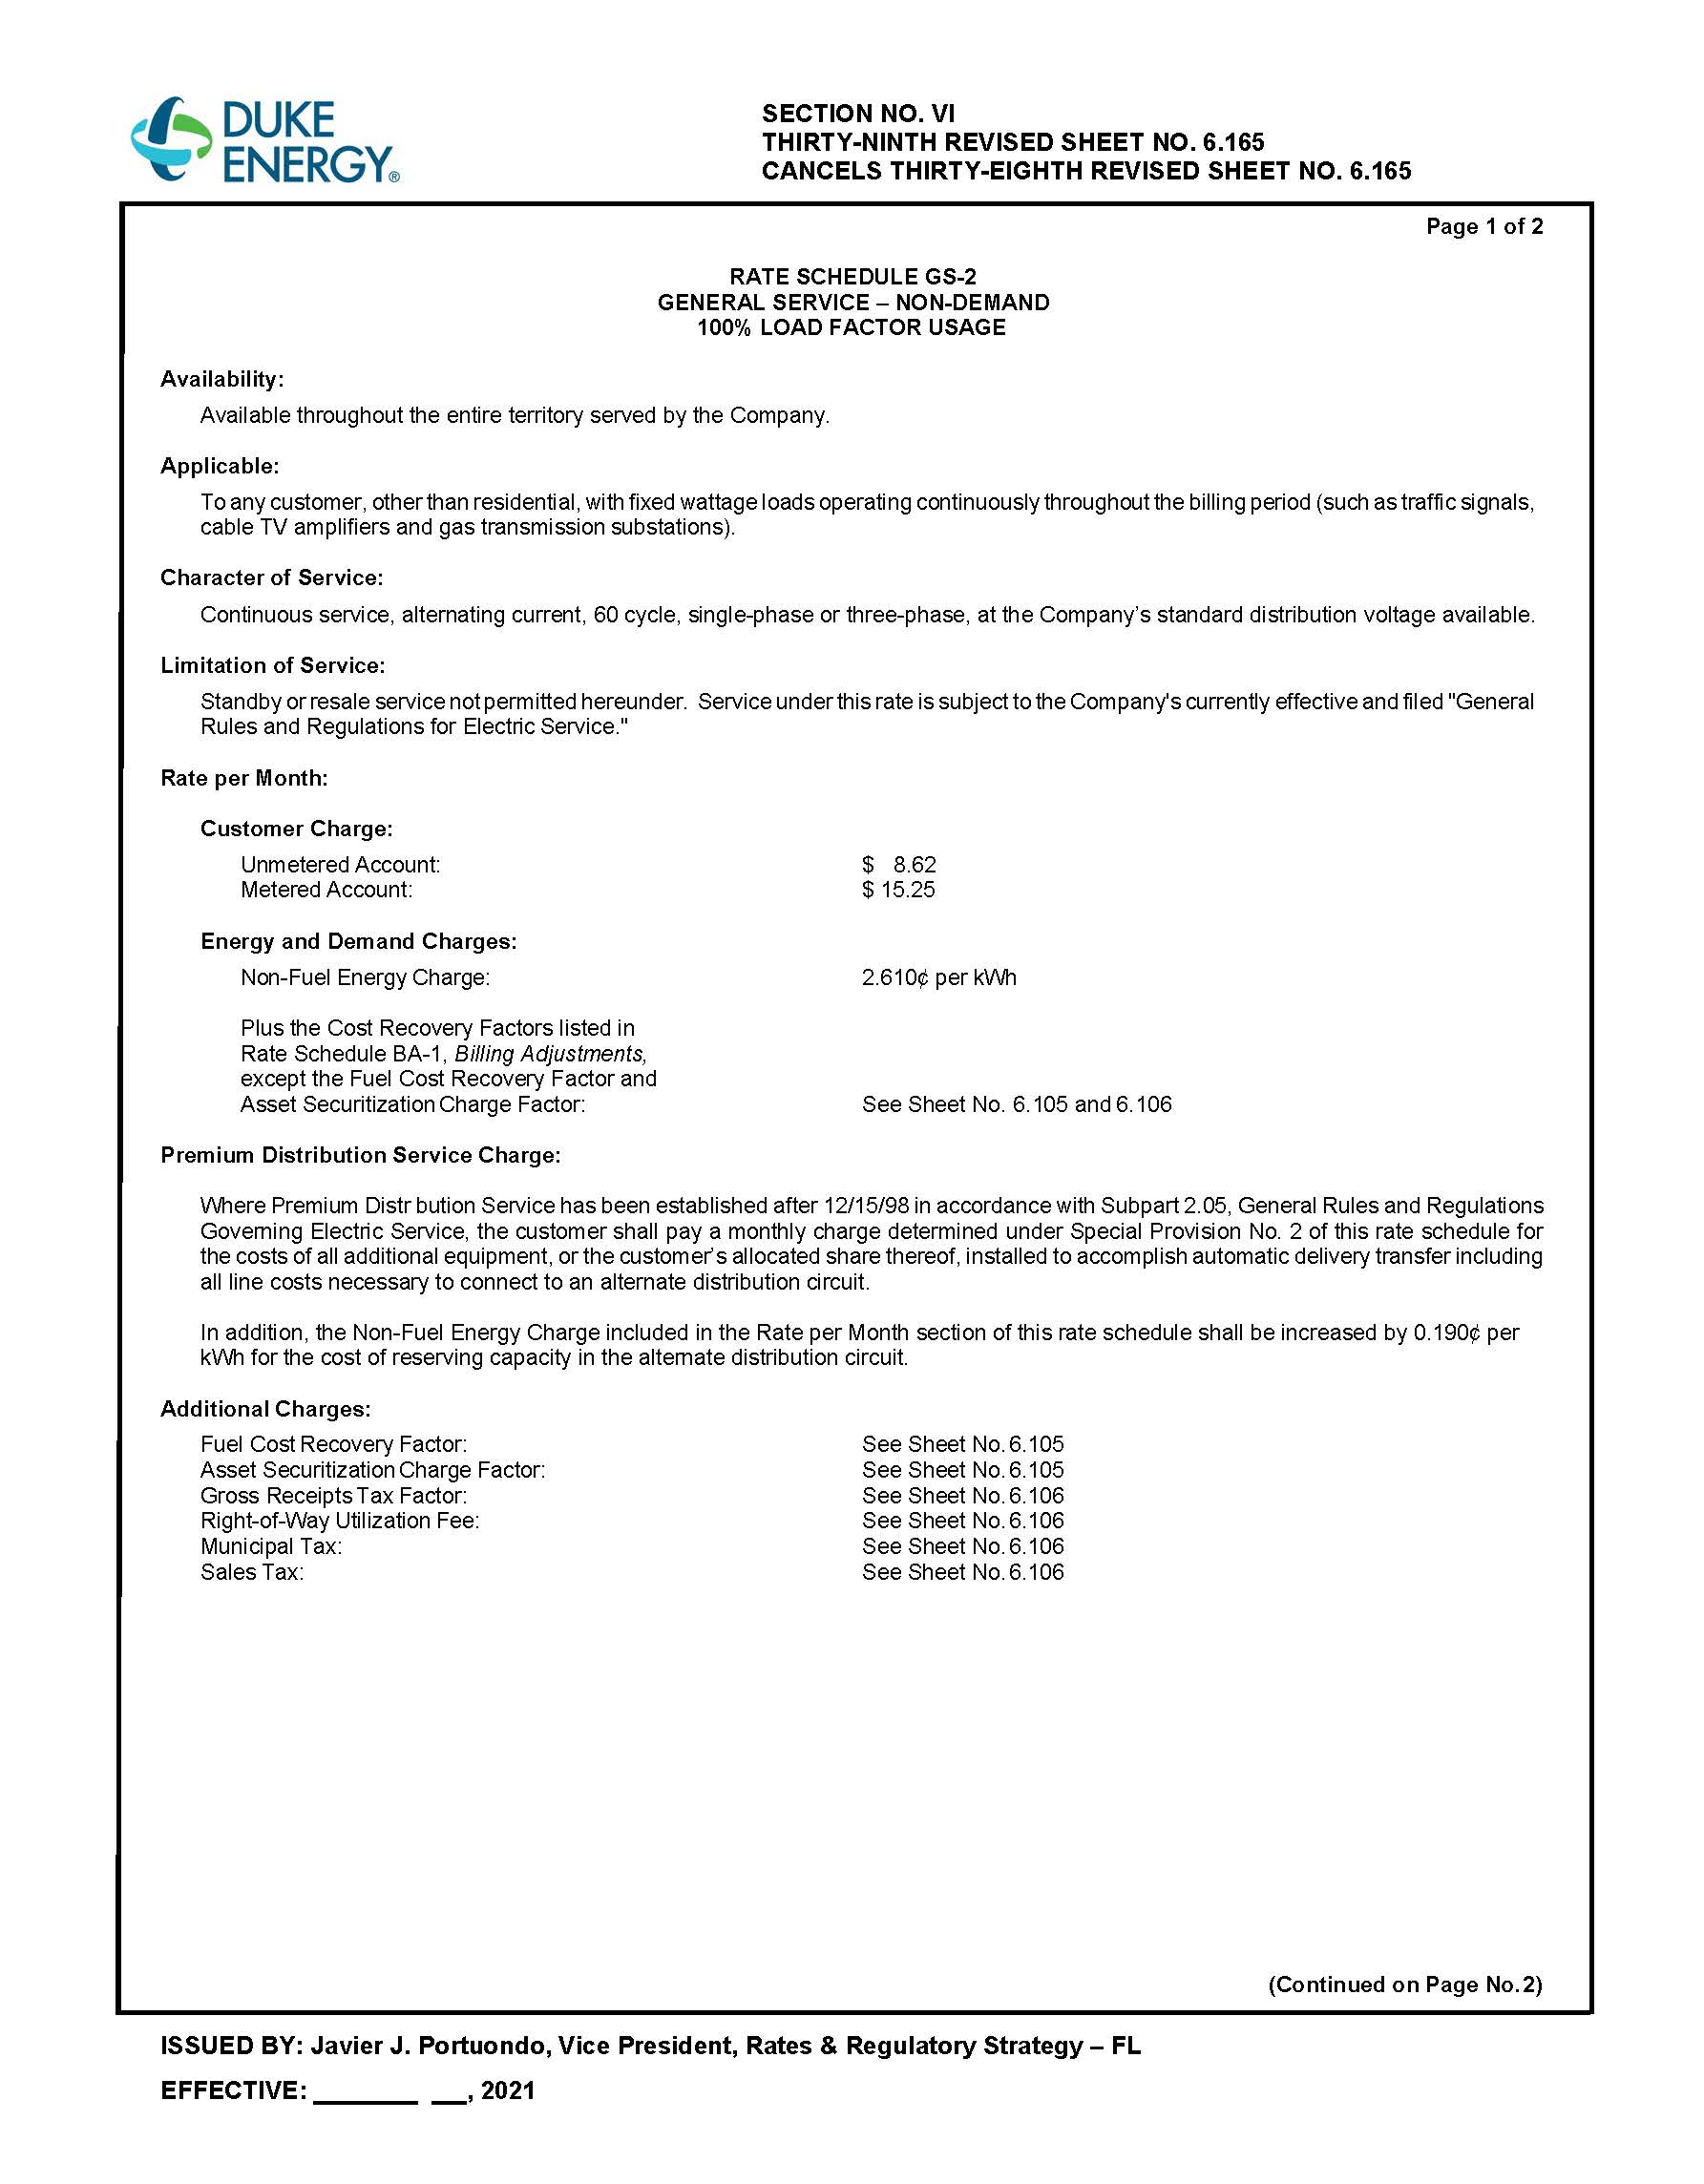 DUKE
ENERGY®
SECTION NO. VI
THIRTY-NINTH REVISED SHEET NO. 6.165
CANCELS THIRTY-EIGHTH REVISED SHEET NO. 6.165
Page 1 of 2
RATE SCHEDULE GS-2
GENERAL SERVICE – NON-DEMAND
100% LOAD FACTOR USAGE
Availability:
Available throughout the entire territory served by the Company.
Applicable:
To any customer, other than residential, with fixed wattage loads operating continuously throughout the billing period (such as traffic signals,
cable TV amplifiers and gas transmission substations).
Character of Service:
Continuous service, alternating current, 60 cycle, single-phase or three-phase, at the Company’s standard distribution voltage available.
Limitation of Service:
Standby or resale service not permitted hereunder. Service under this rate is subject to the Company's currently effective and filed "General
Rules and Regulations for Electric Service."
Rate per Month:
Customer Charge:
Unmetered Account: $ 8.62
Metered Account: $ 15.25
Energy and Demand Charges:
Non-Fuel Energy Charge: 2.610¢ per kWh
Plus the Cost Recovery Factors listed in
Rate Schedule BA-1, Billing Adjustments,
except the Fuel Cost Recovery Factor and
Asset Securitization Charge Factor: See Sheet No. 6.105 and 6.106
Premium Distribution Service Charge:
Where Premium Distr bution Service has been established after 12/15/98 in accordance with Subpart 2.05, General Rules and Regulations
Governing Electric Service, the customer shall pay a monthly charge determined under Special Provision No. 2 of this rate schedule for
the costs of all additional equipment, or the customer’s allocated share thereof, installed to accomplish automatic delivery transfer including
all line costs necessary to connect to an alternate distribution circuit.
In addition, the Non-Fuel Energy Charge included in the Rate per Month section of this rate schedule shall be increased by 0.190¢ per
kWh for the cost of reserving capacity in the alternate distribution circuit.
Additional Charges:
Fuel Cost Recovery Factor: See Sheet No. 6.105
Asset Securitization Charge Factor: See Sheet No. 6.105
Gross Receipts Tax Factor: See Sheet No. 6.106
Right-of-Way Utilization Fee: See Sheet No. 6.106
Municipal Tax: See Sheet No. 6.106
Sales Tax: See Sheet No. 6.106
(Continued on Page No. 2)
ISSUED BY: Javier J. Portuondo, Vice President, Rates & Regulatory Strategy – FL
EFFECTIVE: ________ ___, 2021